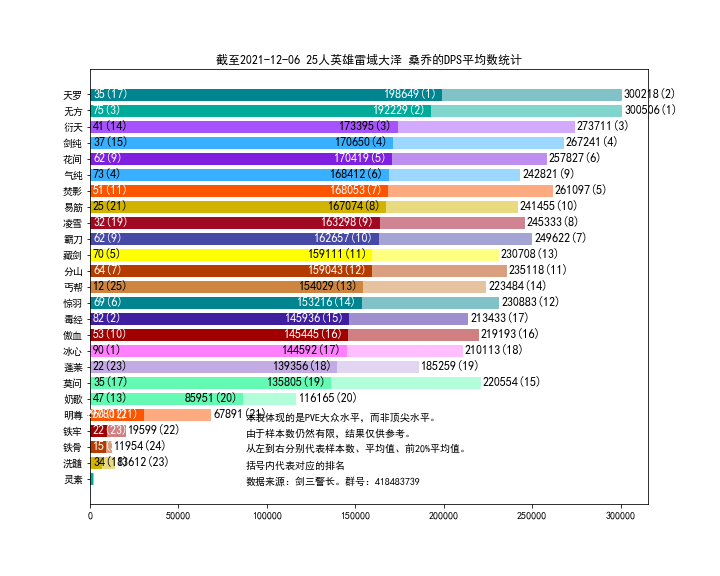 截至2021-12-06 25人英雄雷域大泽 桑乔的DPS平均数统计
天罗 35(17) 198649(1) 300218(2)
无方 75(3) 192229(2) 300506(1)
衍天 41(14) 173395(3) 273711(3)
剑纯 37(15) 170650(4) 267241(4)
花间 62(9) 170419(5) 257827(6)
气纯 73(4) 168412(6) 242821(9)
焚影 51(11) 168053(7) 261097(5)
易筋 25(21) 167074(8) 241455(10)
凌雪 32(19) 163298(9) 245333(8)
霸刀 62(9) 162657(10) 249622(7)
藏剑 70(5) 159111(11) 230708(13)
分山 64(7) 159043(12) 235118(11)
丐帮 12(25) 154029(13) 223484(14)
惊羽 69(6) 153216(14) 230883(12)
毒经 82(2) 145936(15) 213433(17)
傲血 53(10) 145445(16) 219193(16)
冰心 90(1) 144592(17) 210113(18)
蓬莱 22(23) 139356(18) 185259(19)
莫问 35(17) 135805(19) 220554(15)
奶歌 47(13) 85951(20) 116165(20)
明尊 67891(21)
本表体现的是PVE大众水平，而非顶尖水平。
铁牢 22 (23) 19599(22)
由于样本数仍然有限，结果仅供参考。
铁骨 15 11954(24)
从左到右分别代表样本数、平均值、前20%平均值。
洗髓 34(18) 13612(23)
括号内代表对应的排名
灵素
数据来源：剑三警长。群号：418483739
0 50000 100000 150000 200000 250000 300000